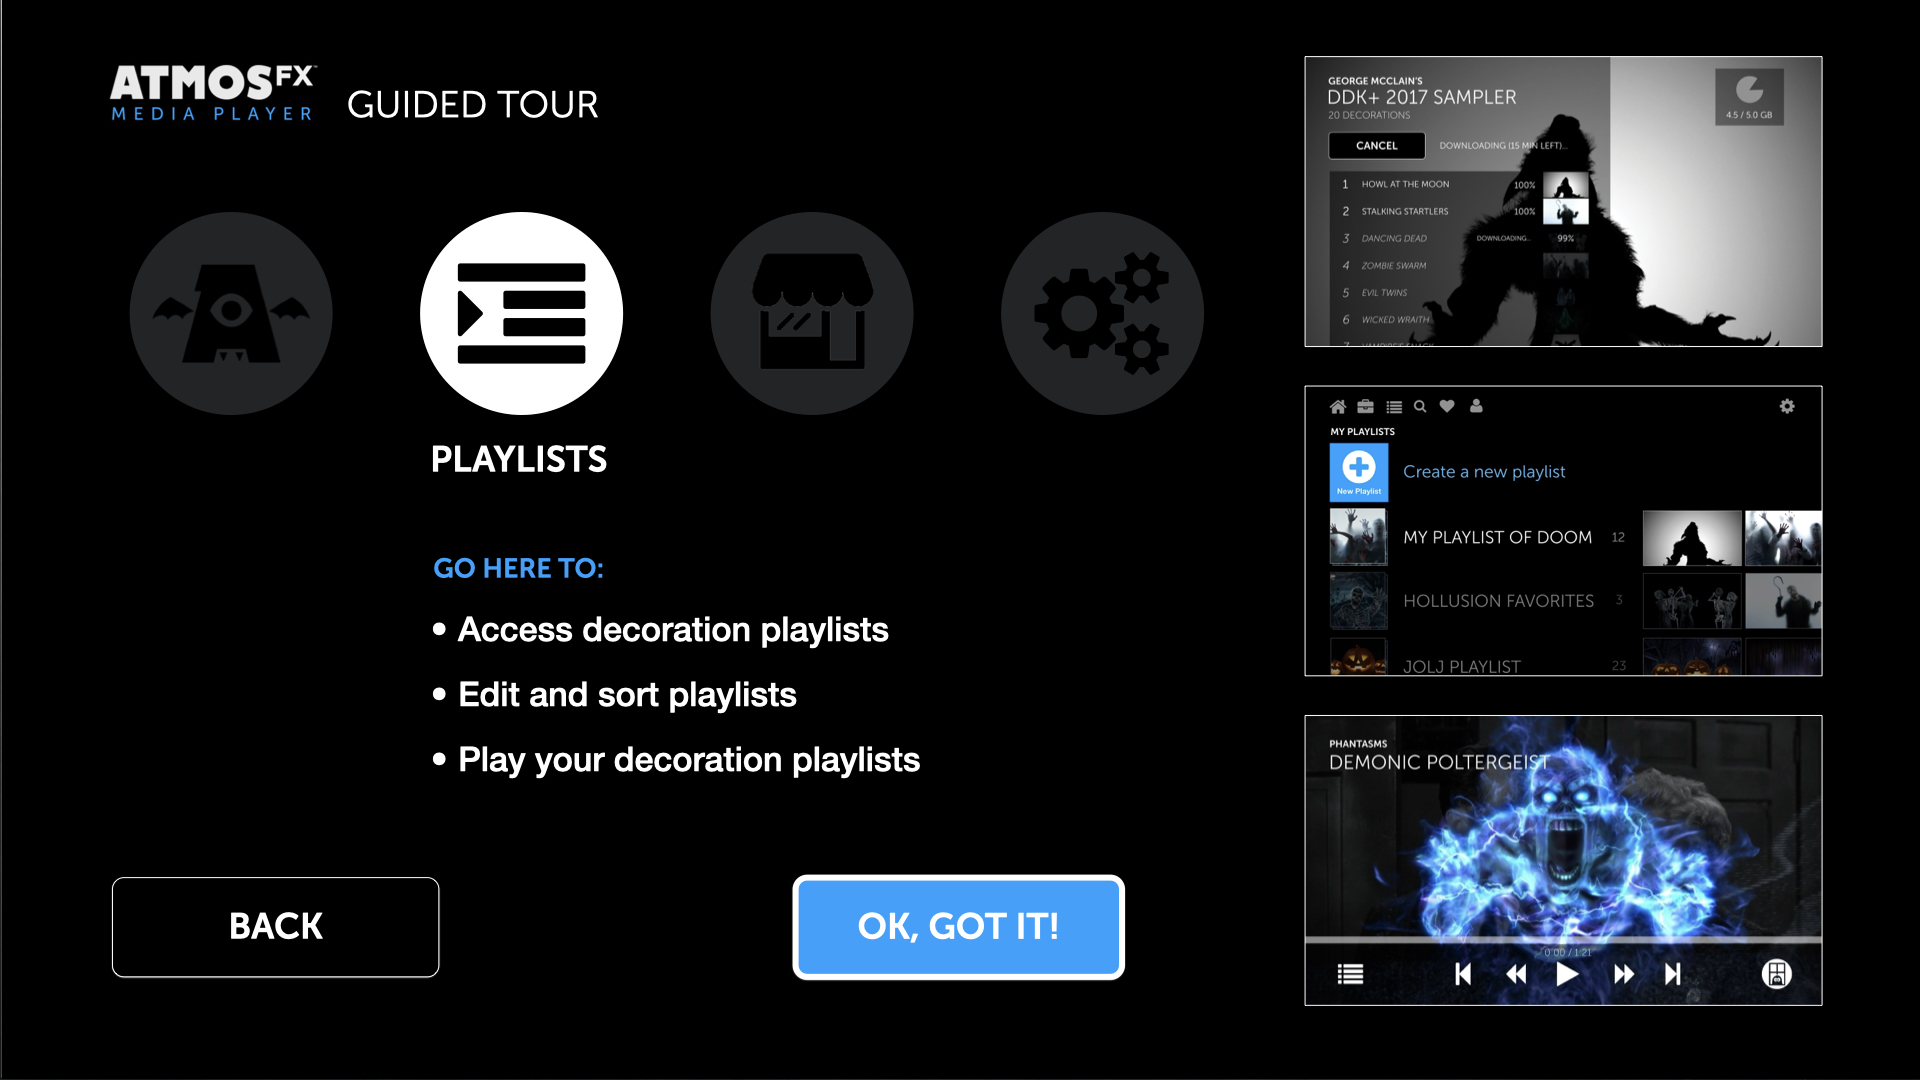 ATMOSFX™
MEDIA PLAYER
GUIDED TOUR
PLAYLISTS
GO HERE TO:
• Access decoration playlists
• Edit and sort playlists
• Play your decoration playlists
BACK
OK, GOT IT!
GEORGE MCCLAIN'S
DDK+ 2017 SAMPLER
20 DECORATIONS
4.5 / 5.0 GB
CANCEL
DOWNLOADING (15 MIN LEFT)...
1 HOWL AT THE MOON 100%
2 STALKING STARTLERS 100%
3 DANCING DEAD DOWNLOADING... 99%
4 ZOMBIE SWARM
5 EVIL TWINS
6 WICKED WRAITH
MY PLAYLISTS
New Playlist
Create a new playlist
MY PLAYLIST OF DOOM 12
HOLLUSION FAVORITES 3
JOLJ PLAYLIST 23
PHANTASMS
DEMONIC POLTERGEIST
0:00 / 1:21